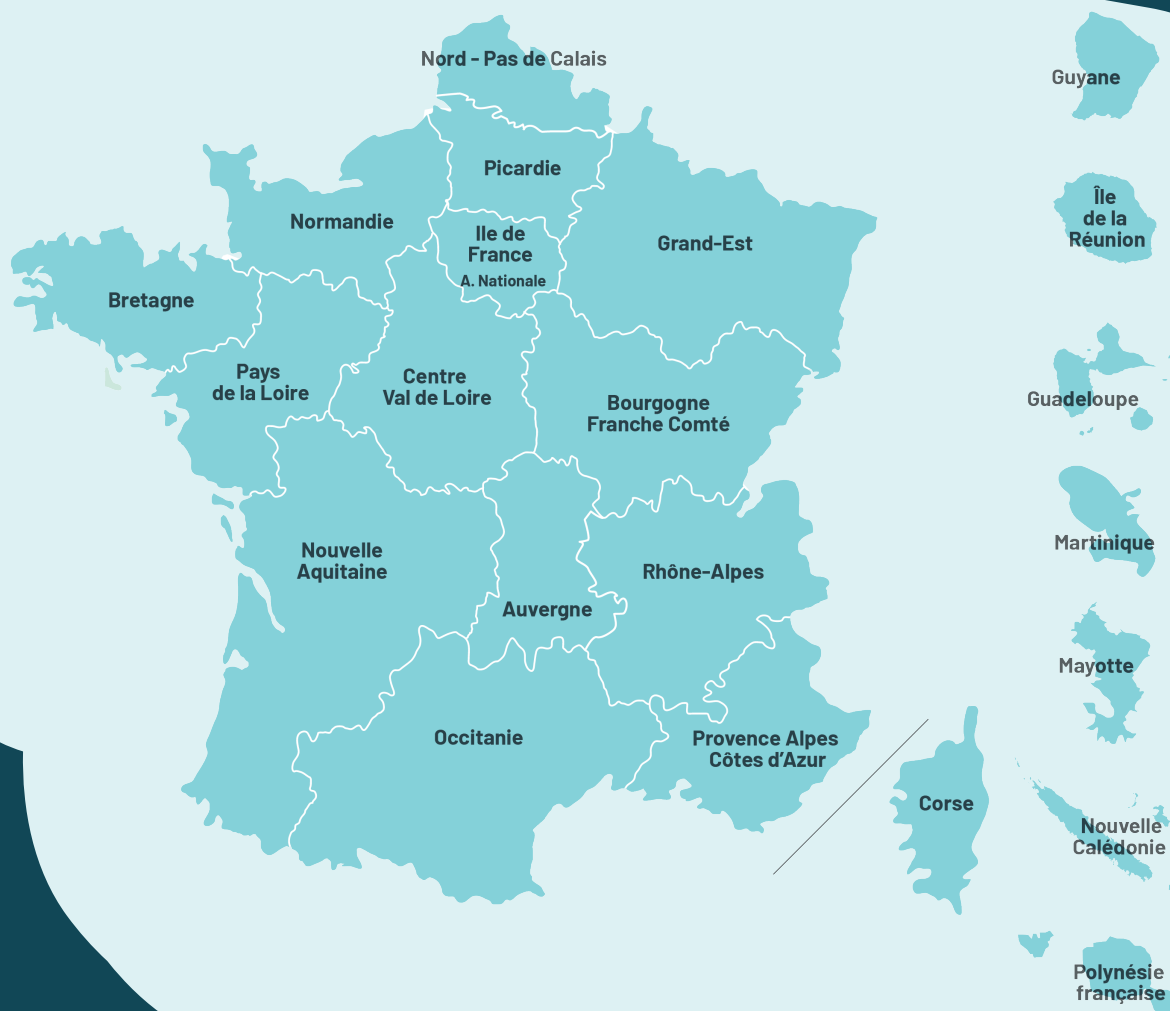 Nord - Pas de Calais
Picardie
Normandie
Ile de
France
A. Nationale
Grand-Est
Bretagne
Pays
de la Loire
Centre
Val de Loire
Bourgogne
Franche Comté
Nouvelle
Aquitaine
Auvergne
Rhône-Alpes
Occitanie
Provence Alpes
Côtes d’Azur
Corse
Guyane
Île
de la
Réunion
Guadeloupe
Martinique
Mayotte
Nouvelle
Calédonie
Polynésie
française